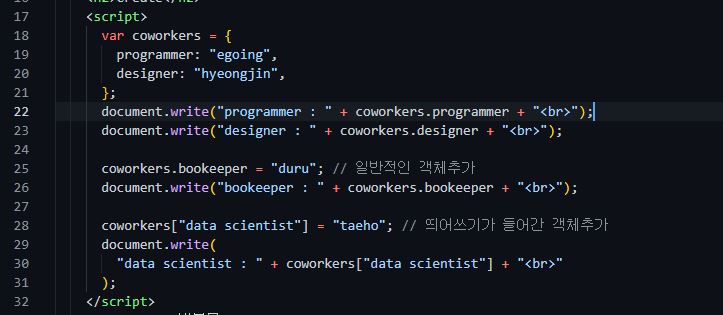 16 <h2>Create</h2>
17 <script>
18 var coworkers = {
19 programmer: "egoing",
20 designer: "hyeongjin",
21 };
22 document.write("programmer : " + coworkers.programmer + "<br>");
23 document.write("designer : " + coworkers.designer + "<br>");
24
25 coworkers.bookeeper = "duru"; // 일반적인 객체추가
26 document.write("bookeeper : " + coworkers.bookeeper + "<br>");
27
28 coworkers["data scientist"] = "taeho"; // 띄어쓰기가 들어간 객체추가
29 document.write(
30 "data scientist : " + coworkers["data scientist"] + "<br>"
31 );
32 </script>